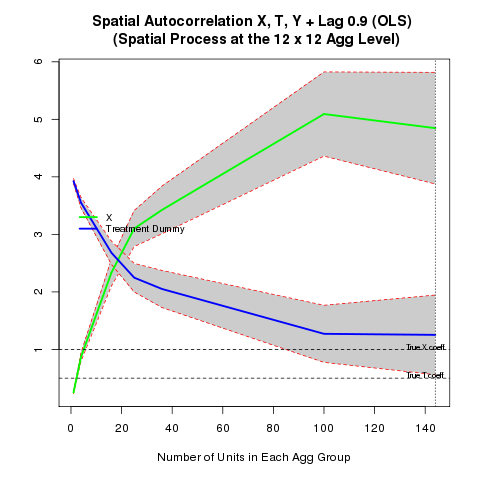 Spatial Autocorrelation X, T, Y + Lag 0.9 (OLS)
(Spatial Process at the 12 x 12 Agg Level)
6
5
4
3
2
1
X
Treatment Dummy
True X coeff.
True T coeff.
0
20
40
60
80
100
120
140
Number of Units in Each Agg Group